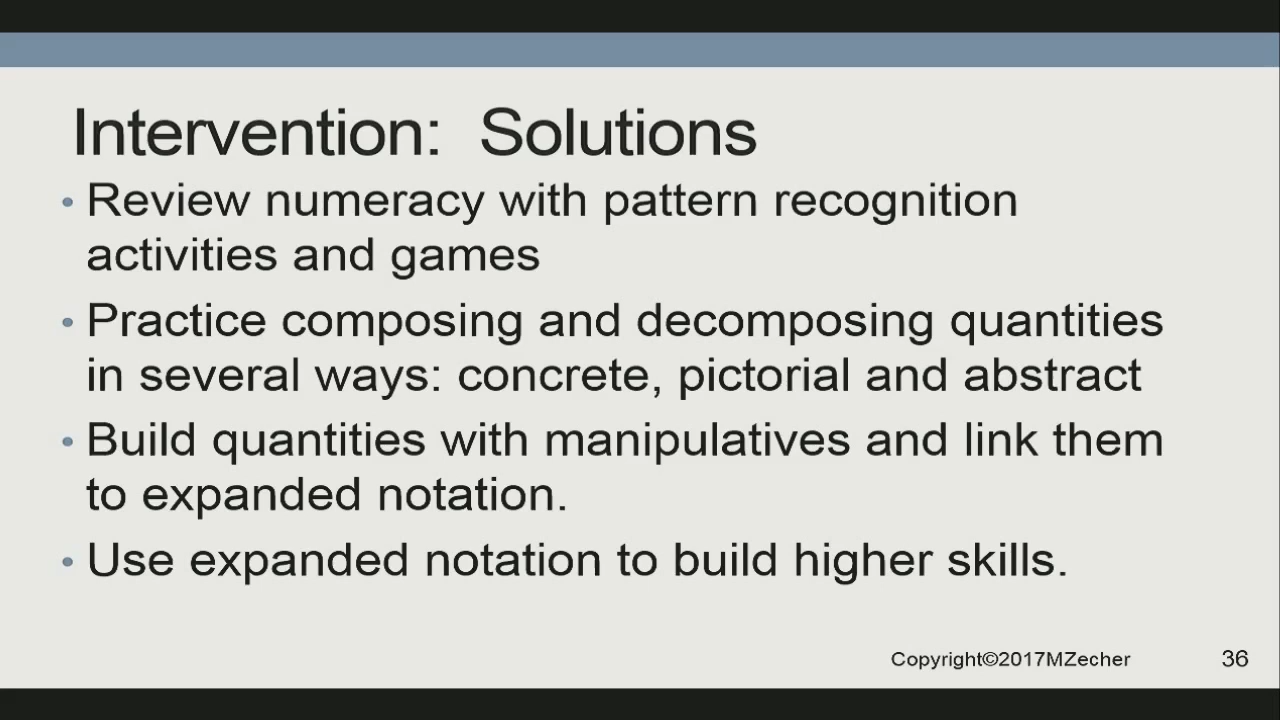 Intervention: Solutions
• Review numeracy with pattern recognition
activities and games
• Practice composing and decomposing quantities
in several ways: concrete, pictorial and abstract
• Build quantities with manipulatives and link them
to expanded notation.
• Use expanded notation to build higher skills.
Copyright©2017MZecher 36